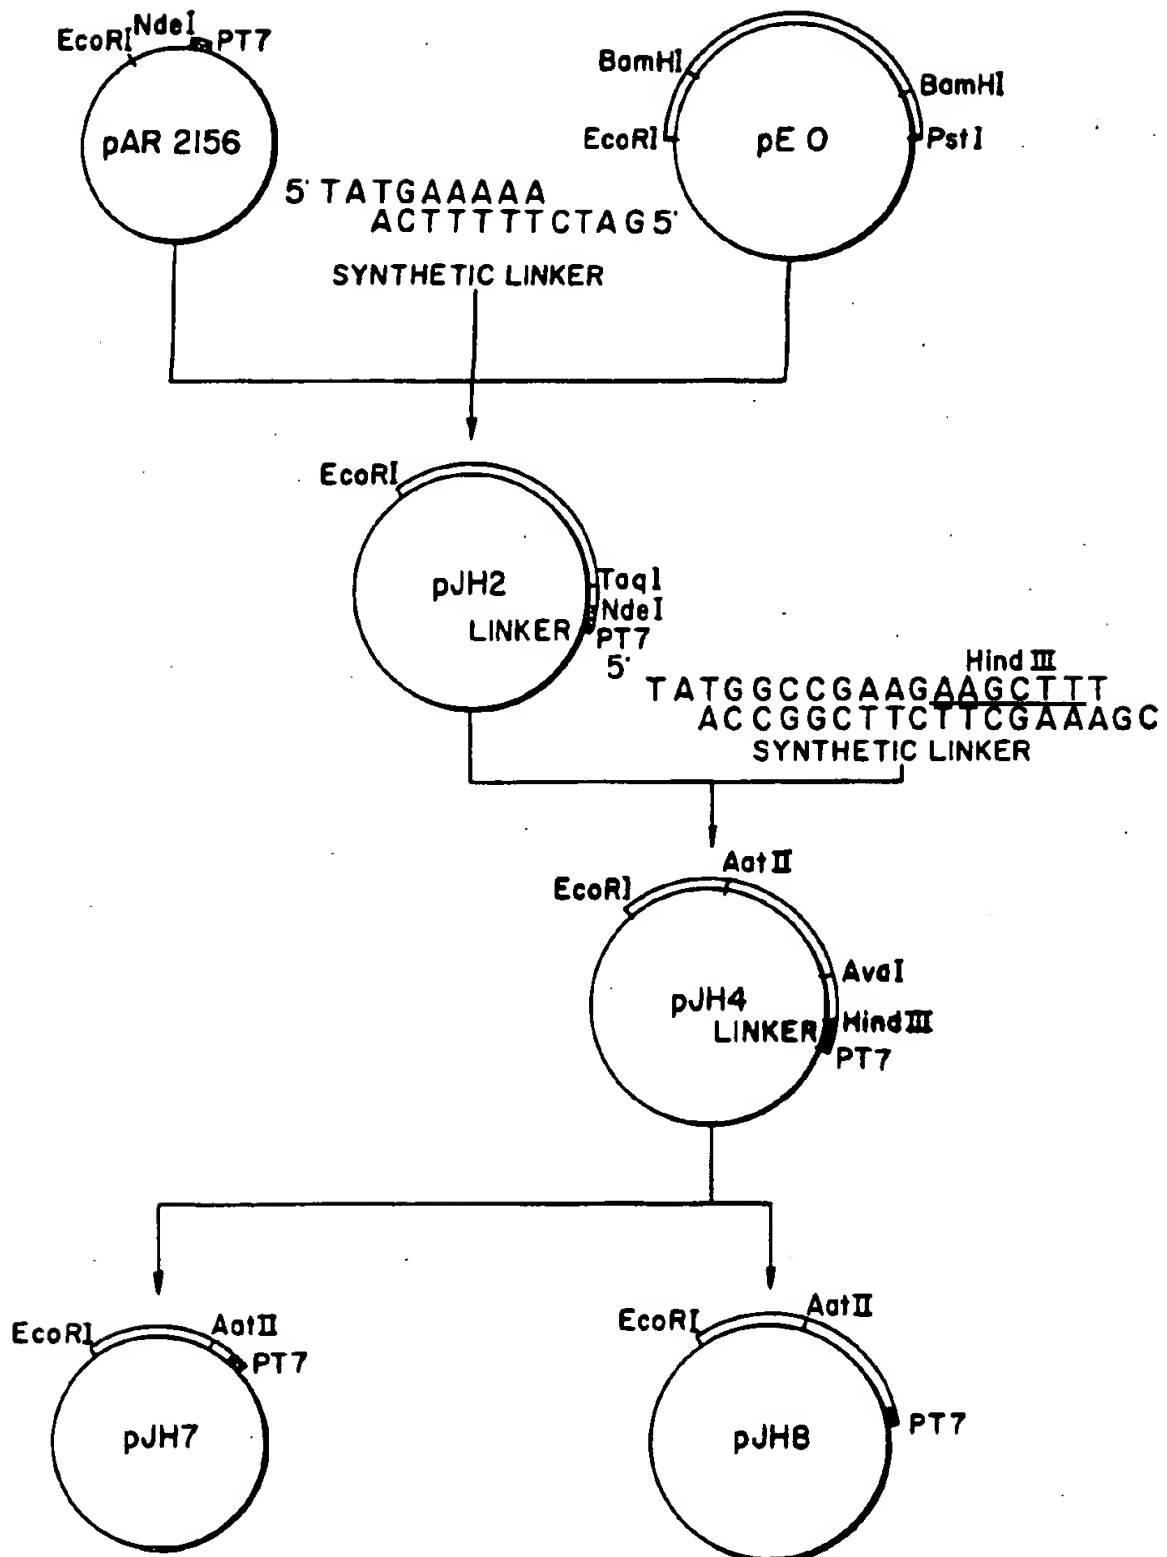 EcoRI NdeI PT7
pAR 2156
BamHI
BamHI
EcoRI
pE O
PstI
5' TATGAAAAA
ACTTTTTCTAG5'
SYNTHETIC LINKER
EcoRI
pJH2
TaqI
NdeI
LINKER
PT7
5'
Hind III
TATGGCCGAAGAAGCTTT
ACCGGCTTCTTCGAAAGC
SYNTHETIC LINKER
EcoRI
AatII
pJH4
AvaI
LINKER
HindIII
PT7
EcoRI
AatII
PT7
pJH7
EcoRI
AatII
PT7
pJH8